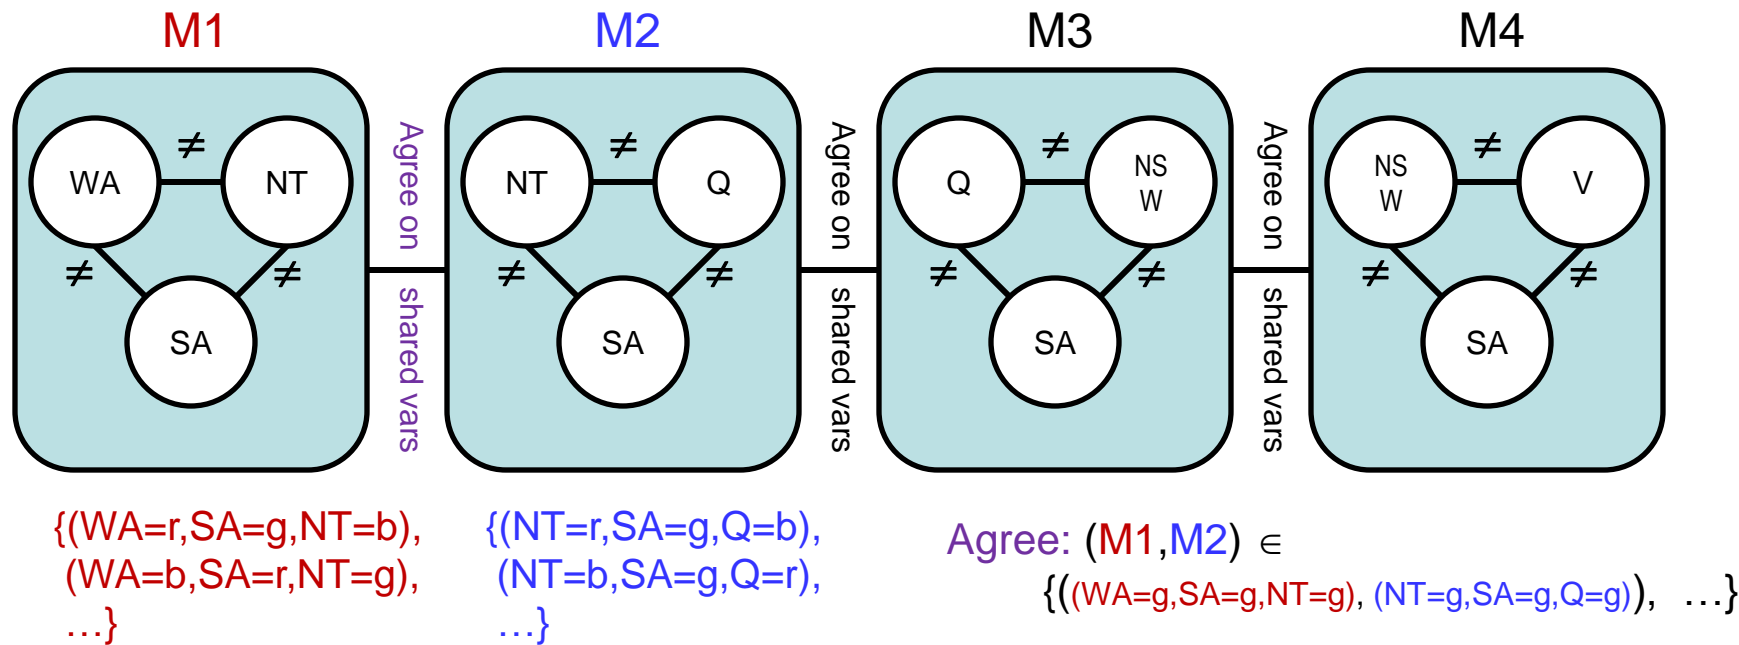 M1
M2
M3
M4
WA
≠
NT
≠
≠
SA
Agree on
shared vars
NT
≠
Q
≠
≠
SA
Agree on
shared vars
Q
≠
NS
W
≠
≠
SA
Agree on
shared vars
NS
W
≠
V
≠
≠
SA
{(WA=r,SA=g,NT=b),
(WA=b,SA=r,NT=g),
…}
{(NT=r,SA=g,Q=b),
(NT=b,SA=g,Q=r),
…}
Agree: (M1,M2) ∈
{((WA=g,SA=g,NT=g), (NT=g,SA=g,Q=g)), …}